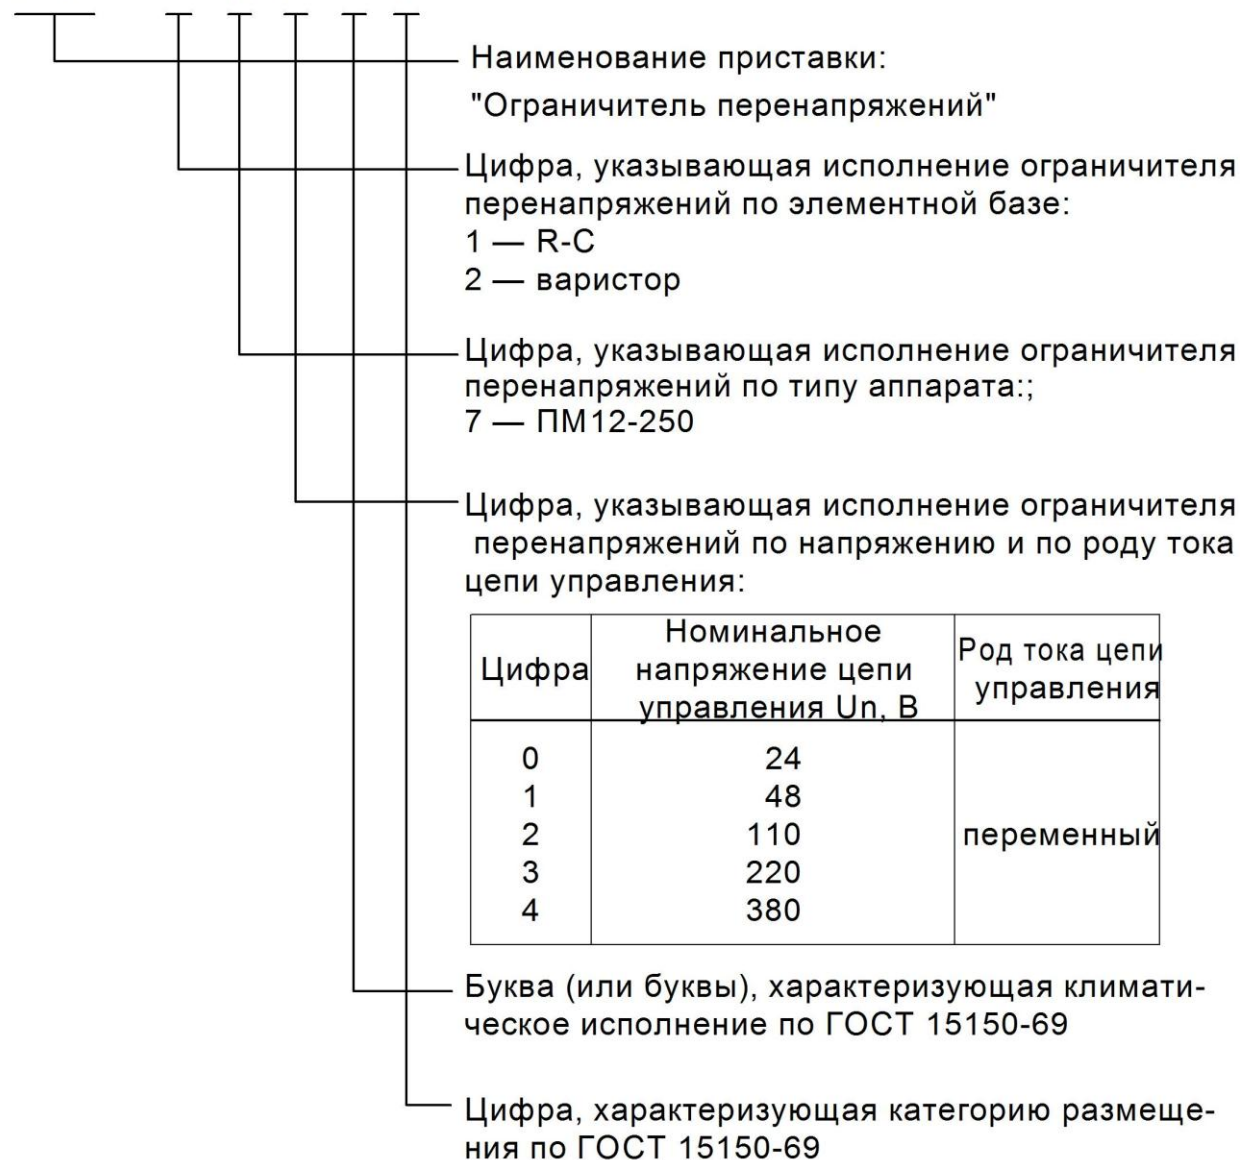 Наименование приставки:
"Ограничитель перенапряжений"
Цифра, указывающая исполнение ограничителя
перенапряжений по элементной базе:
1 — R-C
2 — варистор
Цифра, указывающая исполнение ограничителя
перенапряжений по типу аппарата:;
7 — ПМ12-250
Цифра, указывающая исполнение ограничителя
перенапряжений по напряжению и по роду тока
цепи управления:
Цифра
Номинальное
напряжение цепи
управления Un, В
Род тока цепи
управления
0 24
1 48
2 110 переменный
3 220
4 380
Буква (или буквы), характеризующая климати-
ческое исполнение по ГОСТ 15150-69
Цифра, характеризующая категорию размеще-
ния по ГОСТ 15150-69